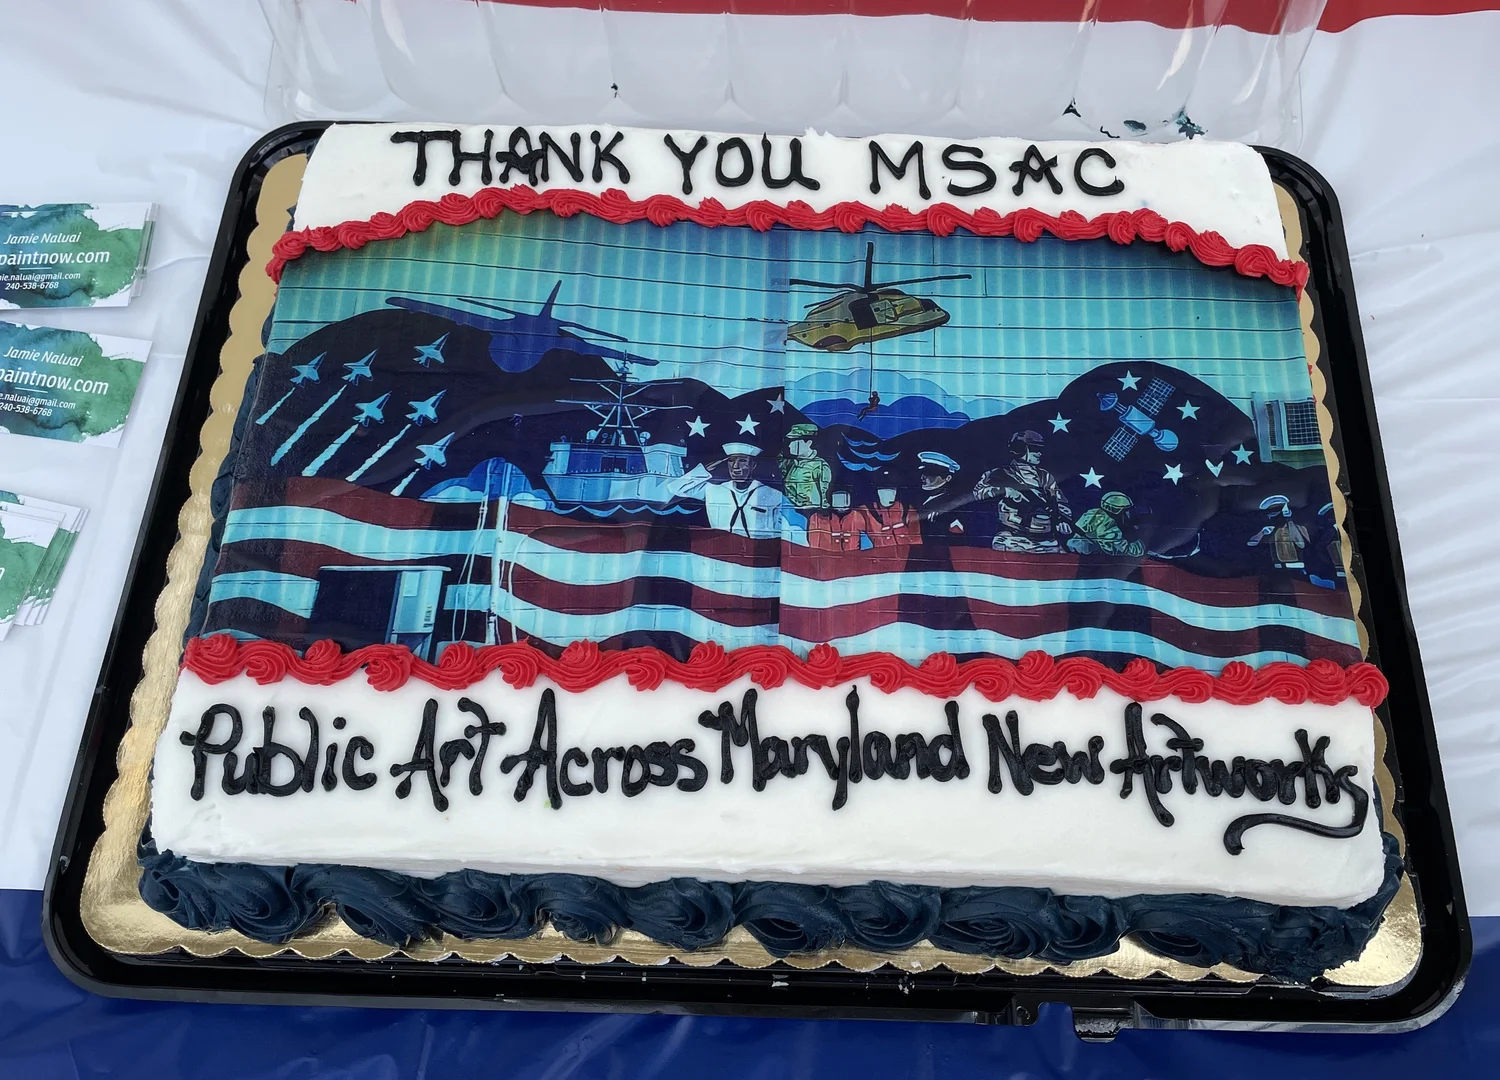 THANK YOU MSAC
Public Art Across Maryland New Artworks
Jamie Naluai
paintnow.com
240-538-6768
Jamie Naluai
paintnow.com
240-538-6768